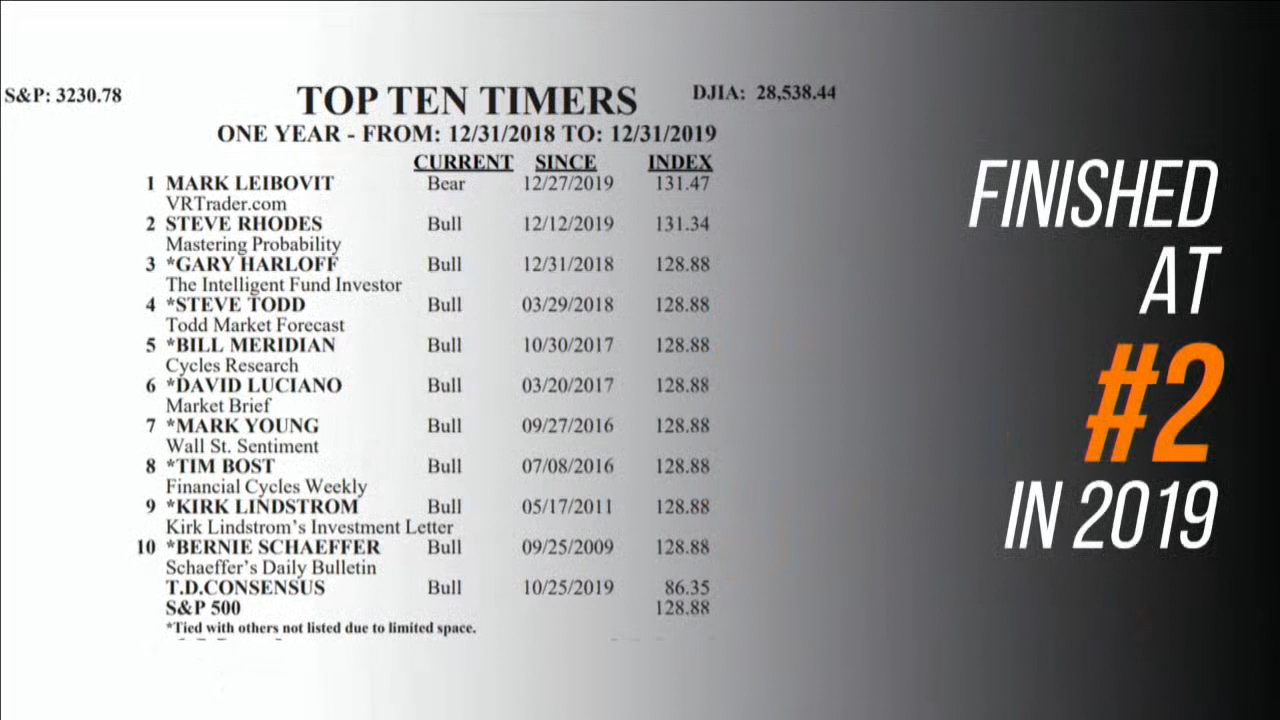 S&P: 3230.78
TOP TEN TIMERS
DJIA: 28,538.44
ONE YEAR - FROM: 12/31/2018 TO: 12/31/2019
CURRENT SINCE INDEX
1 MARK LEIBOVIT Bear 12/27/2019 131.47
VRTrader.com
2 STEVE RHODES Bull 12/12/2019 131.34
Mastering Probability
3 *GARY HARLOFF Bull 12/31/2018 128.88
The Intelligent Fund Investor
4 *STEVE TODD Bull 03/29/2018 128.88
Todd Market Forecast
5 *BILL MERIDIAN Bull 10/30/2017 128.88
Cycles Research
6 *DAVID LUCIANO Bull 03/20/2017 128.88
Market Brief
7 *MARK YOUNG Bull 09/27/2016 128.88
Wall St. Sentiment
8 *TIM BOST Bull 07/08/2016 128.88
Financial Cycles Weekly
9 *KIRK LINDSTROM Bull 05/17/2011 128.88
Kirk Lindstrom's Investment Letter
10 *BERNIE SCHAEFFER Bull 09/25/2009 128.88
Schaeffer's Daily Bulletin
T.D.CONSENSUS Bull 10/25/2019 86.35
S&P 500 128.88
*Tied with others not listed due to limited space.
FINISHED
AT
#2
IN 2019